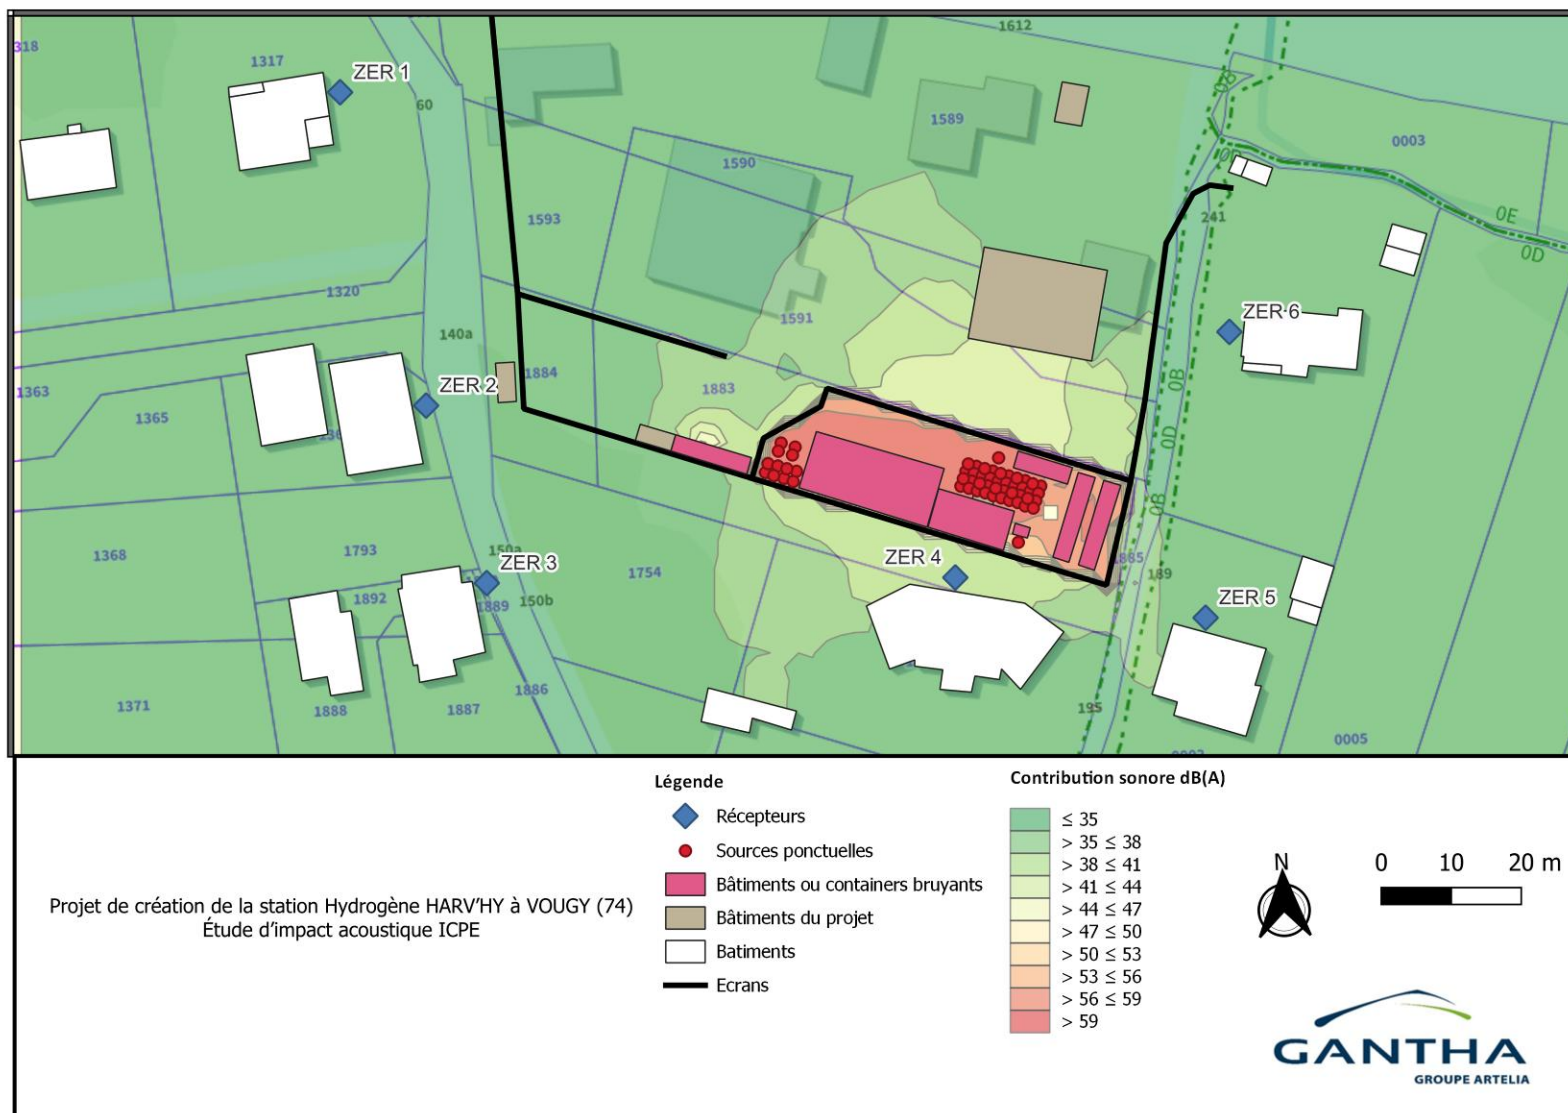 318
1317
ZER 1
60
1612
0B
1589
0003
1590
0D
1593
241
0E
0D
1320
1591
ZER 6
140a
1363
1884
1883
ZER 2
0B
1365
0D
0B
1368
1793
150a
ZER 3
1754
ZER 4
1885
189
1892
1889
150b
ZER 5
1371
1888
1887
1886
195
0005
Projet de création de la station Hydrogène HARV'HY à VOUGY (74)
Étude d'impact acoustique ICPE
Légende
Récepteurs
Sources ponctuelles
Bâtiments ou containers bruyants
Bâtiments du projet
Batiments
Ecrans
Contribution sonore dB(A)
≤ 35
> 35 ≤ 38
> 38 ≤ 41
> 41 ≤ 44
> 44 ≤ 47
> 47 ≤ 50
> 50 ≤ 53
> 53 ≤ 56
> 56 ≤ 59
> 59
N
0 10 20 m
GANTHA
GROUPE ARTELIA